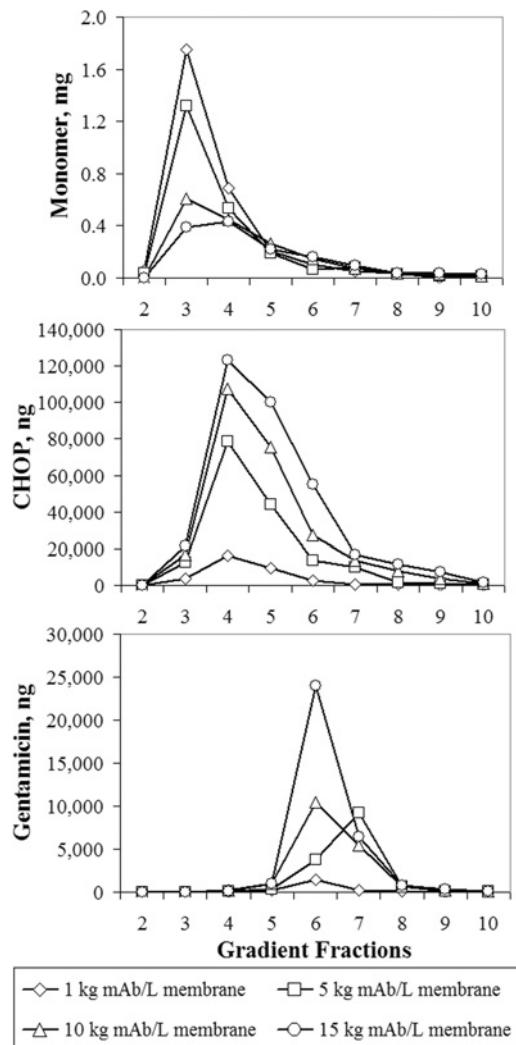 Monomer, mg
2.0
1.6
1.2
0.8
0.4
0.0
2 3 4 5 6 7 8 9 10
CHOP, ng
140,000
120,000
100,000
80,000
60,000
40,000
20,000
0
2 3 4 5 6 7 8 9 10
Gentamicin, ng
30,000
25,000
20,000
15,000
10,000
5,000
0
2 3 4 5 6 7 8 9 10
Gradient Fractions
1 kg mAb/L membrane
5 kg mAb/L membrane
10 kg mAb/L membrane
15 kg mAb/L membrane